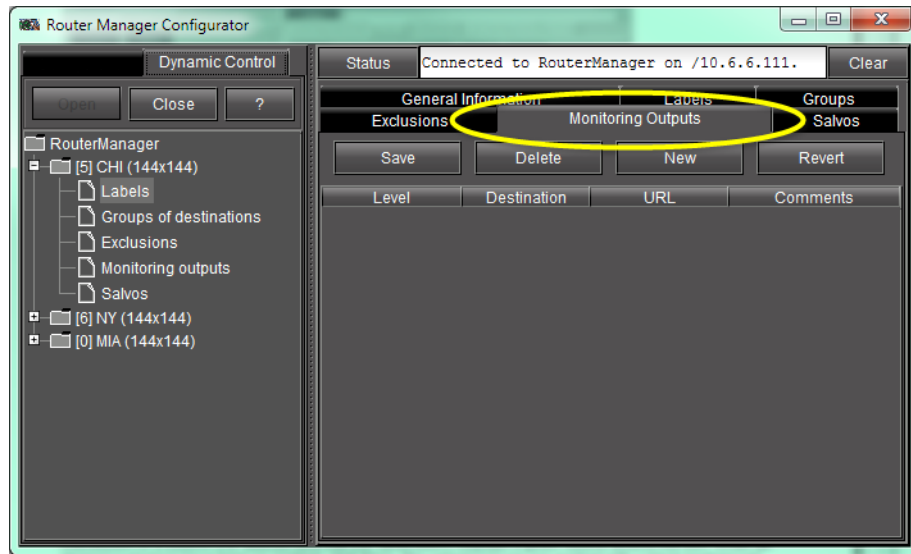 Router Manager Configurator
Dynamic Control
Open Close ?
RouterManager
[5] CHI (144x144)
Labels
Groups of destinations
Exclusions
Monitoring outputs
Salvos
[6] NY (144x144)
[0] MIA (144x144)
Status Connected to RouterManager on /10.6.6.111. Clear
General Information Labels Groups
Exclusions Monitoring Outputs Salvos
Save Delete New Revert
Level Destination URL Comments